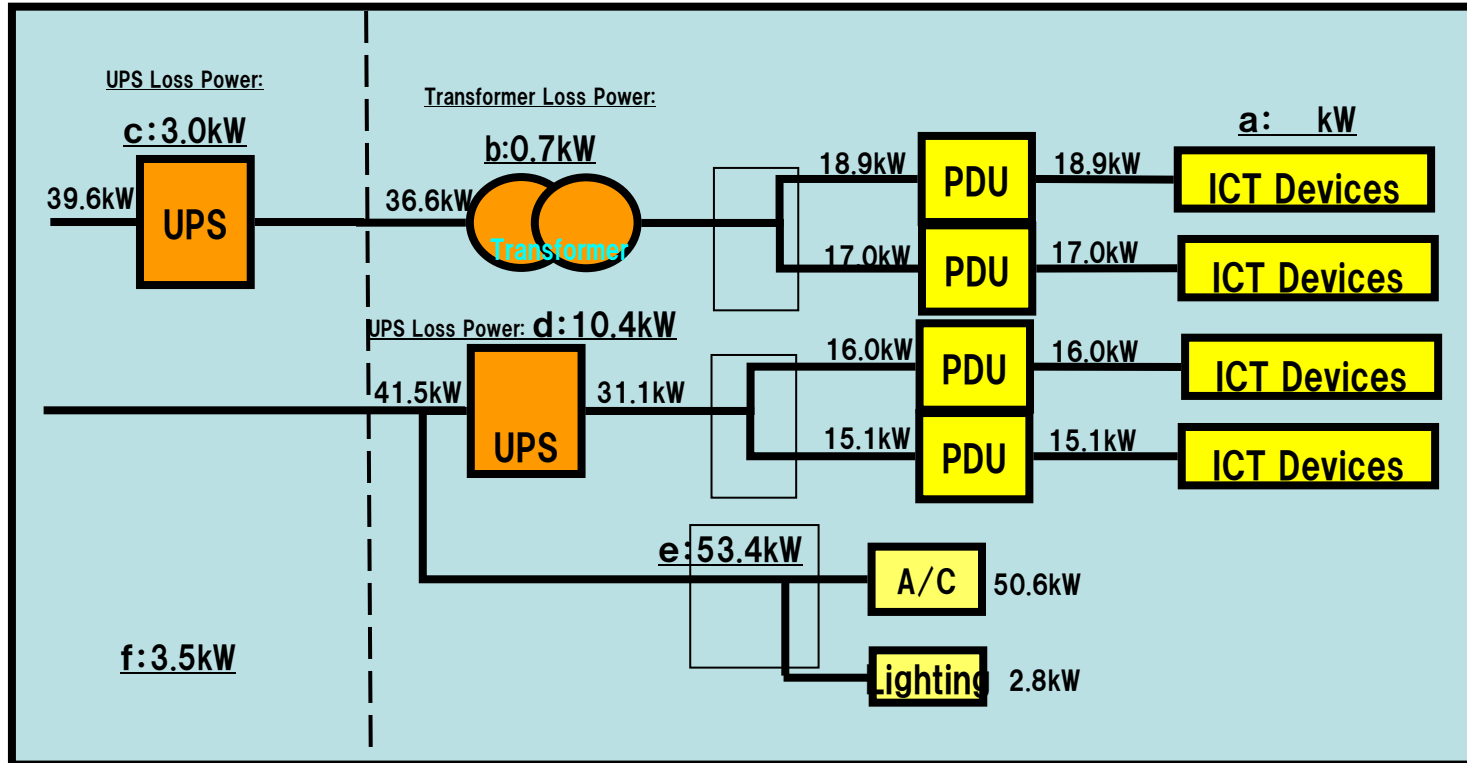 UPS Loss Power:
c:3.0kW
Transformer Loss Power:
b:0.7kW
a: kW
39.6kW
UPS
36.6kW
Transformer
18.9kW
PDU
18.9kW
ICT Devices
17.0kW
PDU
17.0kW
ICT Devices
UPS Loss Power: d:10.4kW
41.5kW
UPS
31.1kW
16.0kW
PDU
16.0kW
ICT Devices
15.1kW
PDU
15.1kW
ICT Devices
e:53.4kW
A/C
50.6kW
f:3.5kW
Lighting
2.8kW